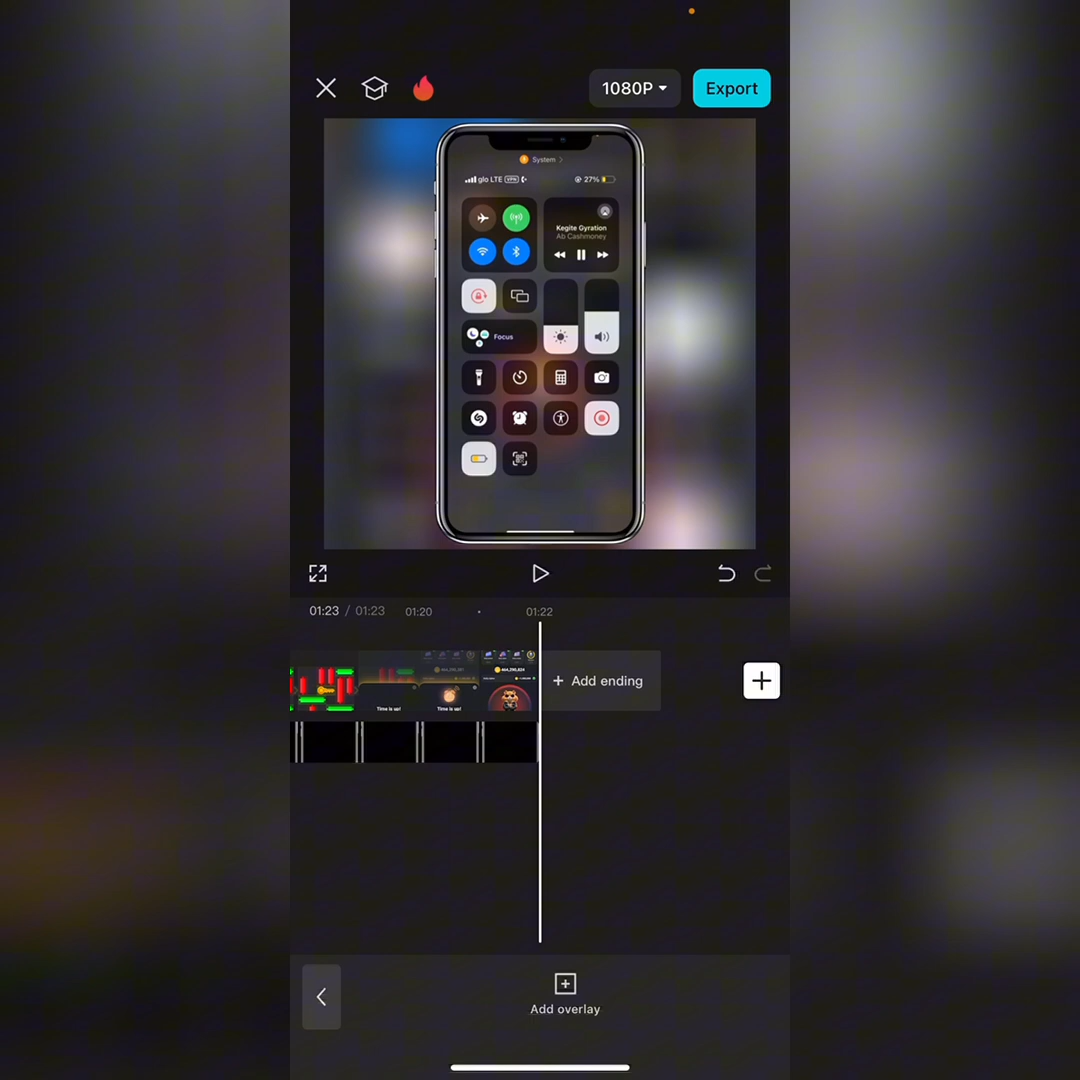 1080P
Export
System
glo LTE VPN
27%
Kegite Gyration
Ab Cashmoney
Focus
01:23 / 01:23
01:20
01:22
Time is up!
Time is up!
+ Add ending
Add overlay